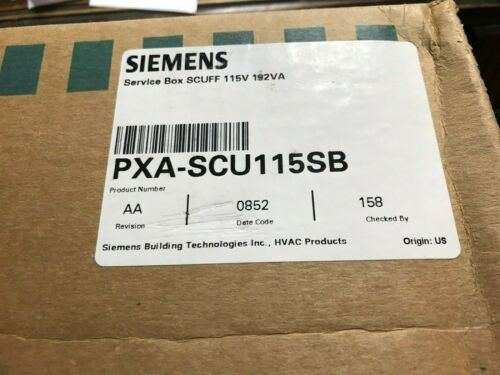 SIEMENS
Service Box SCUFF 115V 192VA
PXA-SCU115SB
Product Number
AA 0852 158
Revision Date Code Checked By
Siemens Building Technologies Inc., HVAC Products Origin: US